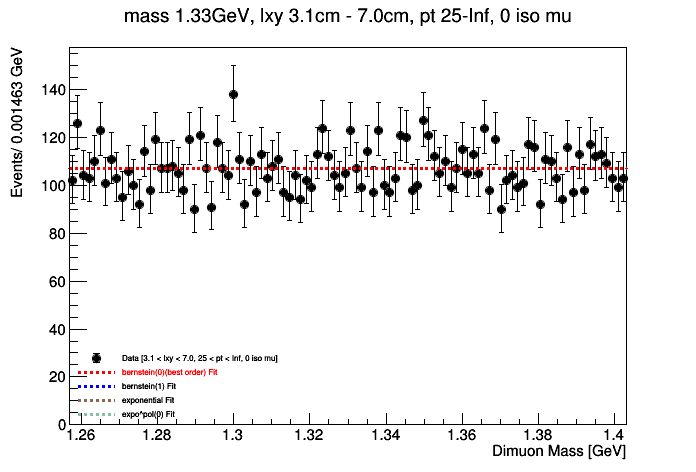 mass 1.33GeV, lxy 3.1cm - 7.0cm, pt 25-Inf, 0 iso mu
Events/ 0.001463 GeV
140
120
100
80
60
40
20
0
Data [3.1 < lxy < 7.0, 25 < pt < Inf, 0 iso mu]
bernstein(0)(best order) Fit
bernstein(1) Fit
exponential Fit
expo*pol(0) Fit
1.26 1.28 1.3 1.32 1.34 1.36 1.38 1.4
Dimuon Mass [GeV]